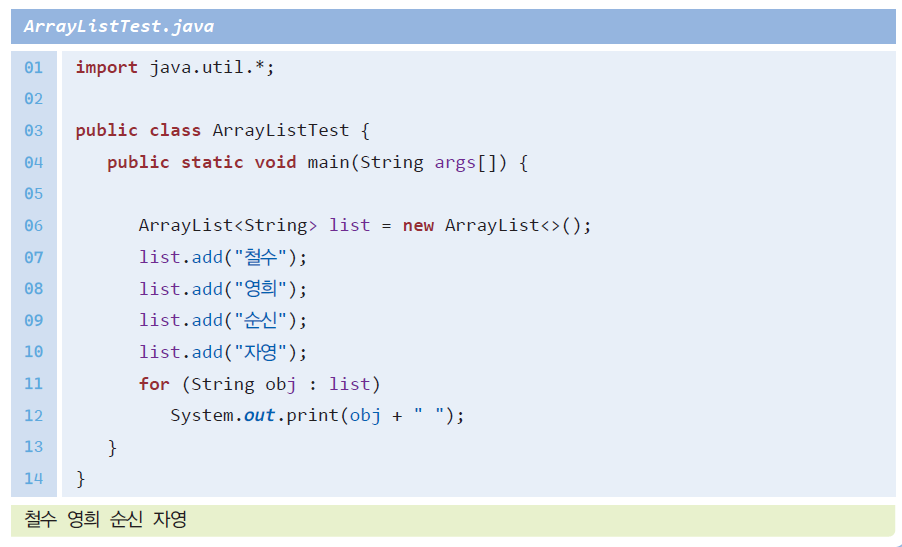 ArrayListTest.java
01 import java.util.*;
02
03 public class ArrayListTest {
04    public static void main(String args[]) {
05
06       ArrayList<String> list = new ArrayList<>();
07       list.add("철수");
08       list.add("영희");
09       list.add("순신");
10       list.add("자영");
11       for (String obj : list)
12          System.out.print(obj + " ");
13    }
14 }
철수 영희 순신 자영